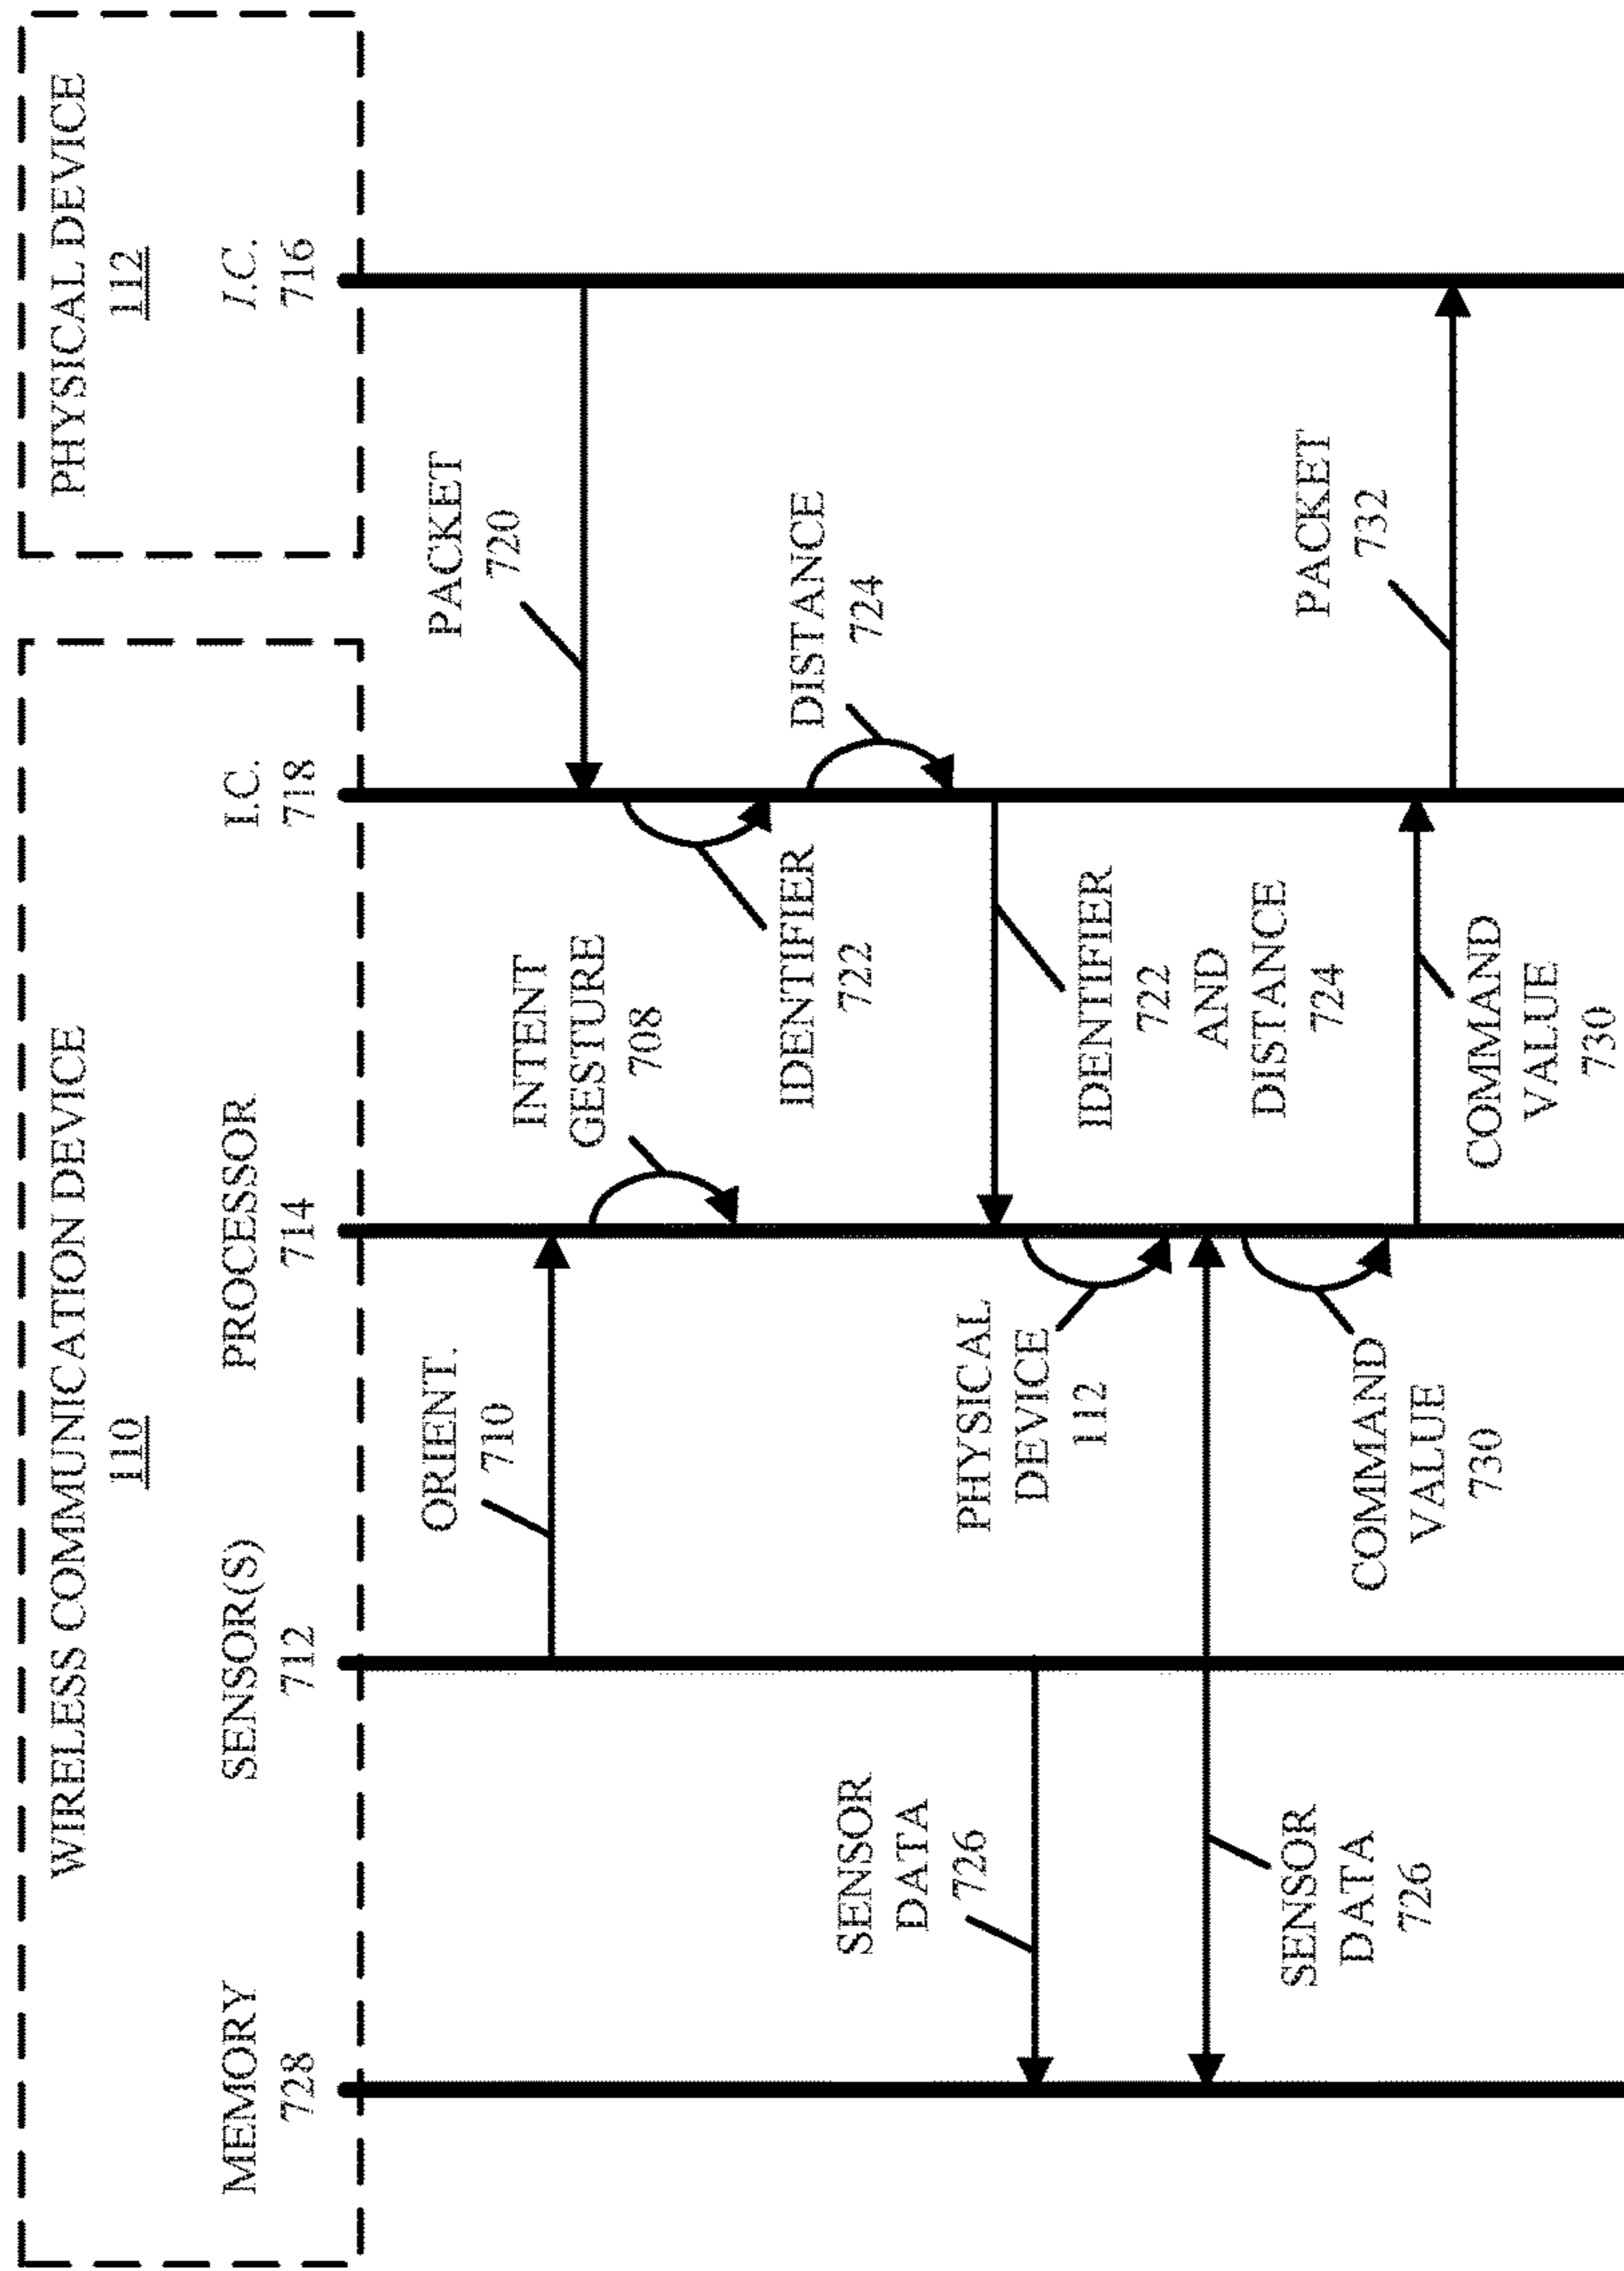 WIRELESS COMMUNICATION DEVICE
110
PHYSICAL DEVICE
112
MEMORY
728
SENSOR(S)
712
PROCESSOR
714
I.C.
718
I.C.
716
ORIENT.
710
PACKET
720
INTENT
GESTURE
708
IDENTIFIER
722
DISTANCE
724
SENSOR
DATA
726
PHYSICAL
DEVICE
112
IDENTIFIER
722
AND
DISTANCE
724
SENSOR
DATA
726
COMMAND
VALUE
730
COMMAND
VALUE
730
PACKET
732